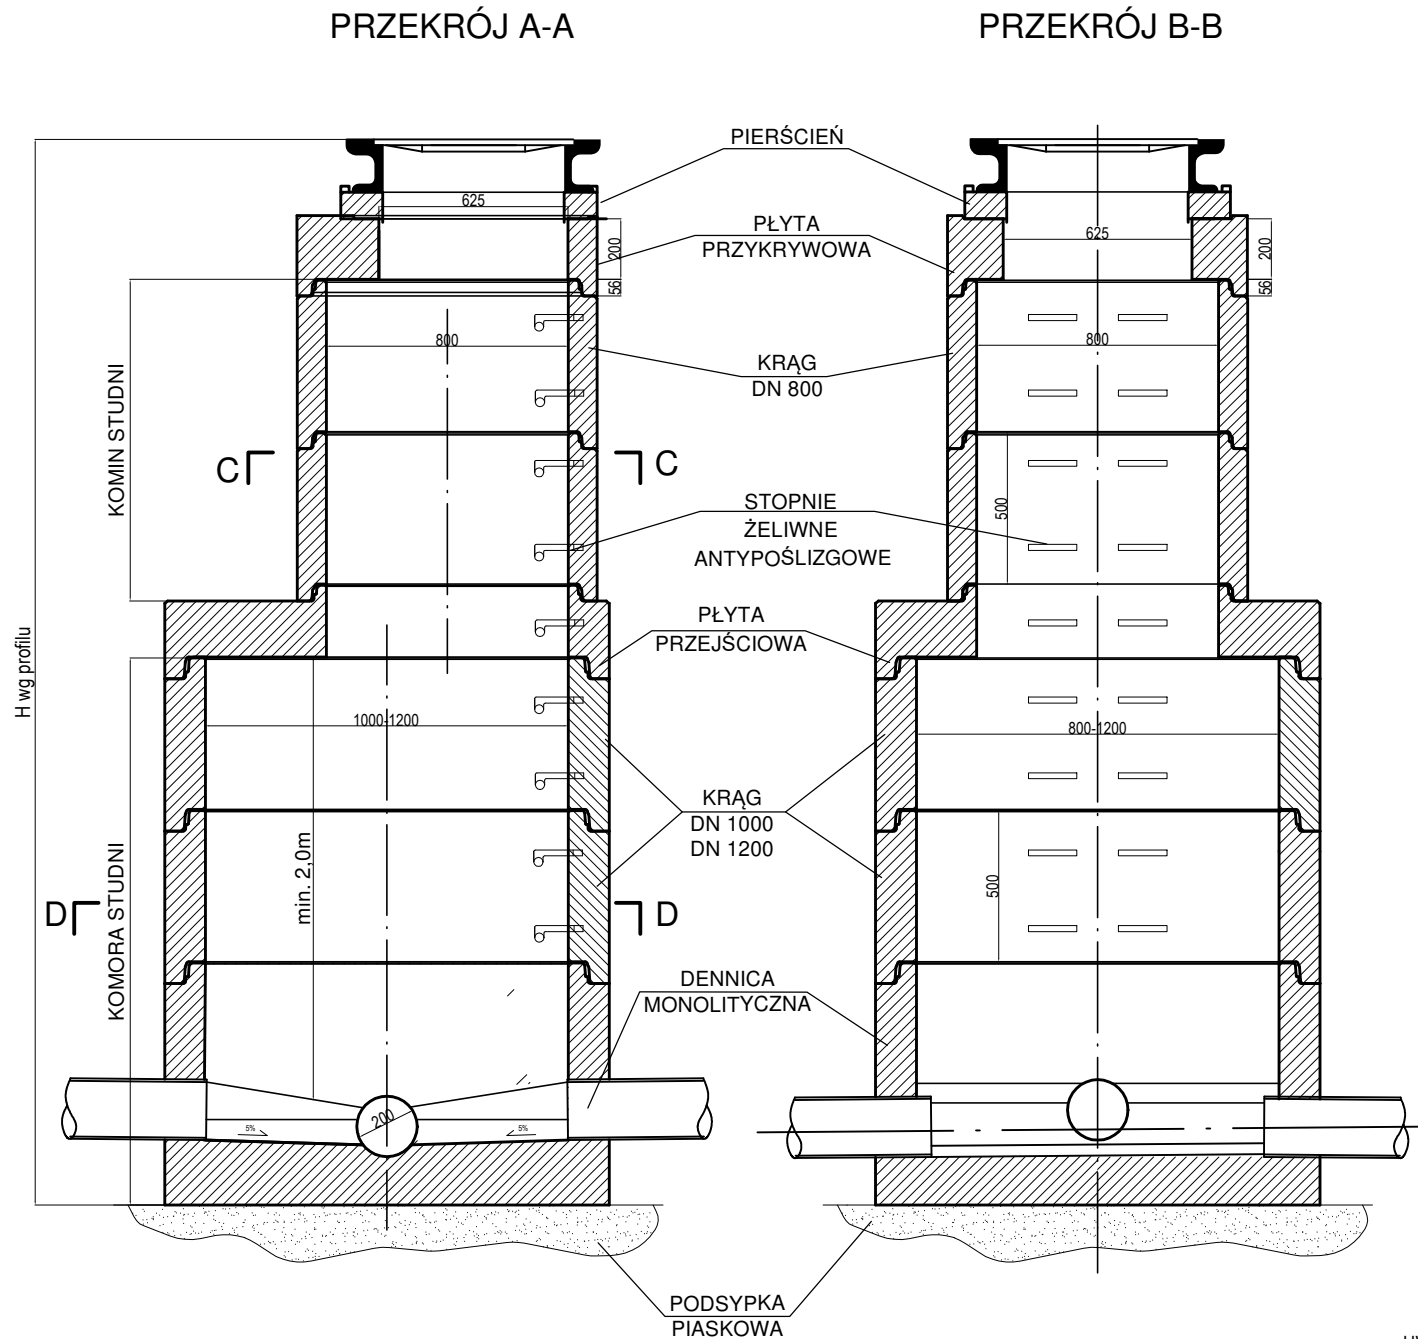 PRZEKRÓJ A-A
PRZEKRÓJ B-B
PIERŚCIEŃ
625
200
56
PŁYTA
PRZYKRYWOWA
625
200
56
800
KRĄG
DN 800
800
KOMIN STUDNI
C
C
STOPNIE
ŻELIWNE
ANTYPOŚLIZGOWE
500
PŁYTA
PRZEJŚCIOWA
H wg profilu
1000-1200
800-1200
KRĄG
DN 1000
DN 1200
min. 2,0m
500
KOMORA STUDNI
D
D
DENNICA
MONOLITYCZNA
200
5%
5%
PODSYPKA
PIASKOWA